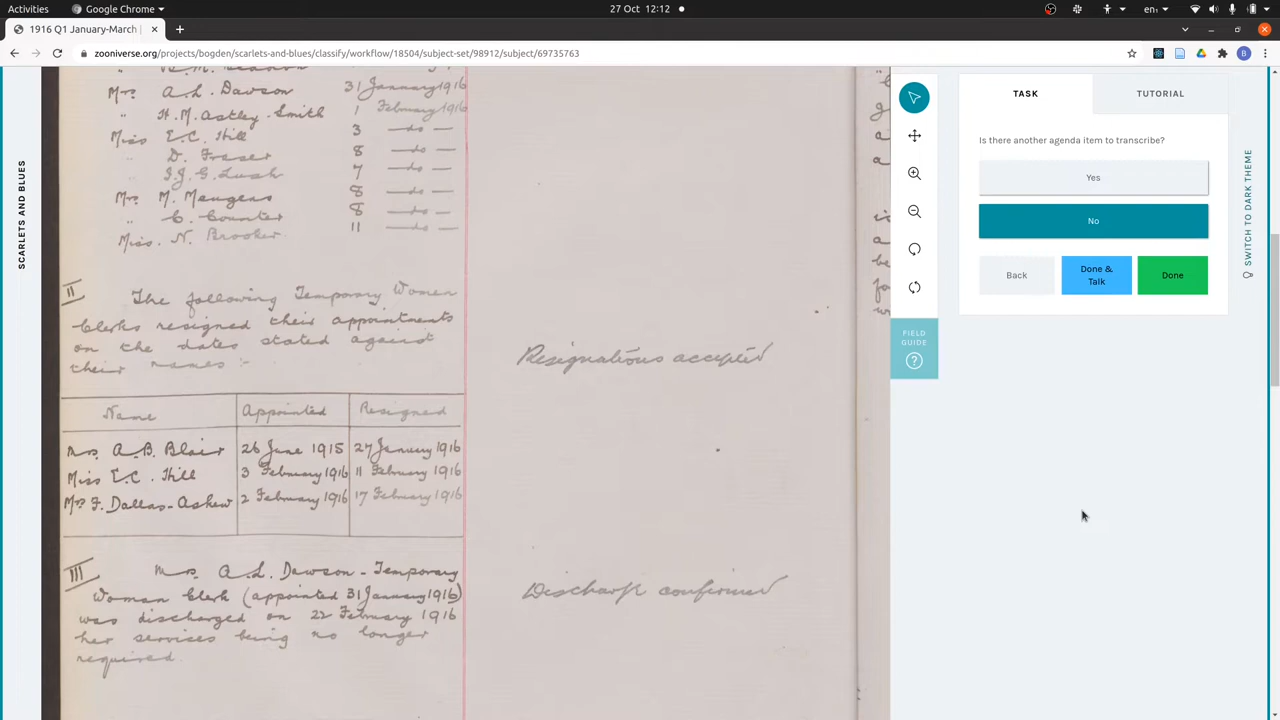 Activities
Google Chrome
27 Oct 12:12
en
1916 Q1 January-March |
zooniverse.org/projects/bogden/scarlets-and-blues/classify/workflow/18504/subject-set/98912/subject/69735763
B
SCARLETS AND BLUES
Mrs A.L. Dawson 31 January 1916
" H.M. Astley Smith 1 February 1916
Miss E.C. Hill 3 —do—
" D. Fraser 8 —do—
" I.J.G. Lush 7 —do—
Mrs M. Mengens 8 —do—
" C. Counter 8 —do—
Miss. N. Brooker 11 —do—
II
The following Temporary Women
Clerks resigned their appointments
on the dates stated against
their names :-
Resignations accepted
Name Appointed Resigned
Mrs A.B. Blair 26 June 1915 27 January 1916
Miss E.C. Hill 3 February 1916 11 February 1916
Mrs F. Dallas-Askew 2 February 1916 17 February 1916
III
Mrs A.L. Dawson - Temporary
Woman Clerk (appointed 31 January 1916)
was discharged on 22 February 1916
her services being no longer
required.
Discharge confirmed
FIELD
GUIDE
TASK
TUTORIAL
Is there another agenda item to transcribe?
Yes
No
Back
Done &
Talk
Done
SWITCH TO DARK THEME